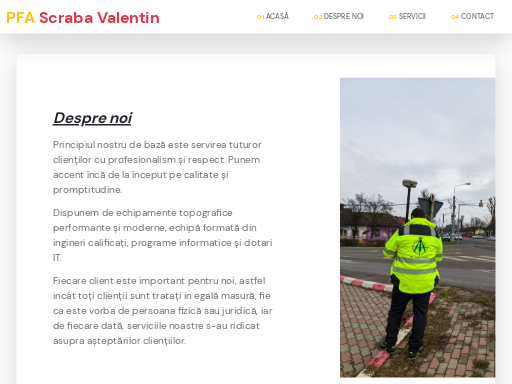 PFA Scraba Valentin
01 ACASĂ 02 DESPRE NOI 03 SERVICII 04 CONTACT
Despre noi
Principiul nostru de bază este servirea tuturor
clienților cu profesionalism și respect. Punem
accent încă de la început pe calitate și
promptitudine.
Dispunem de echipamente topografice
performante și moderne, echipă formată din
ingineri calificați, programe informatice și dotari
IT.
Fiecare client este important pentru noi, astfel
incât toți clienții sunt tratați in egală masură, fie
ca este vorba de persoana fizică sau juridică, iar
de fiecare dată, serviciile noastre s-au ridicat
asupra așteptărilor cliențiilor.